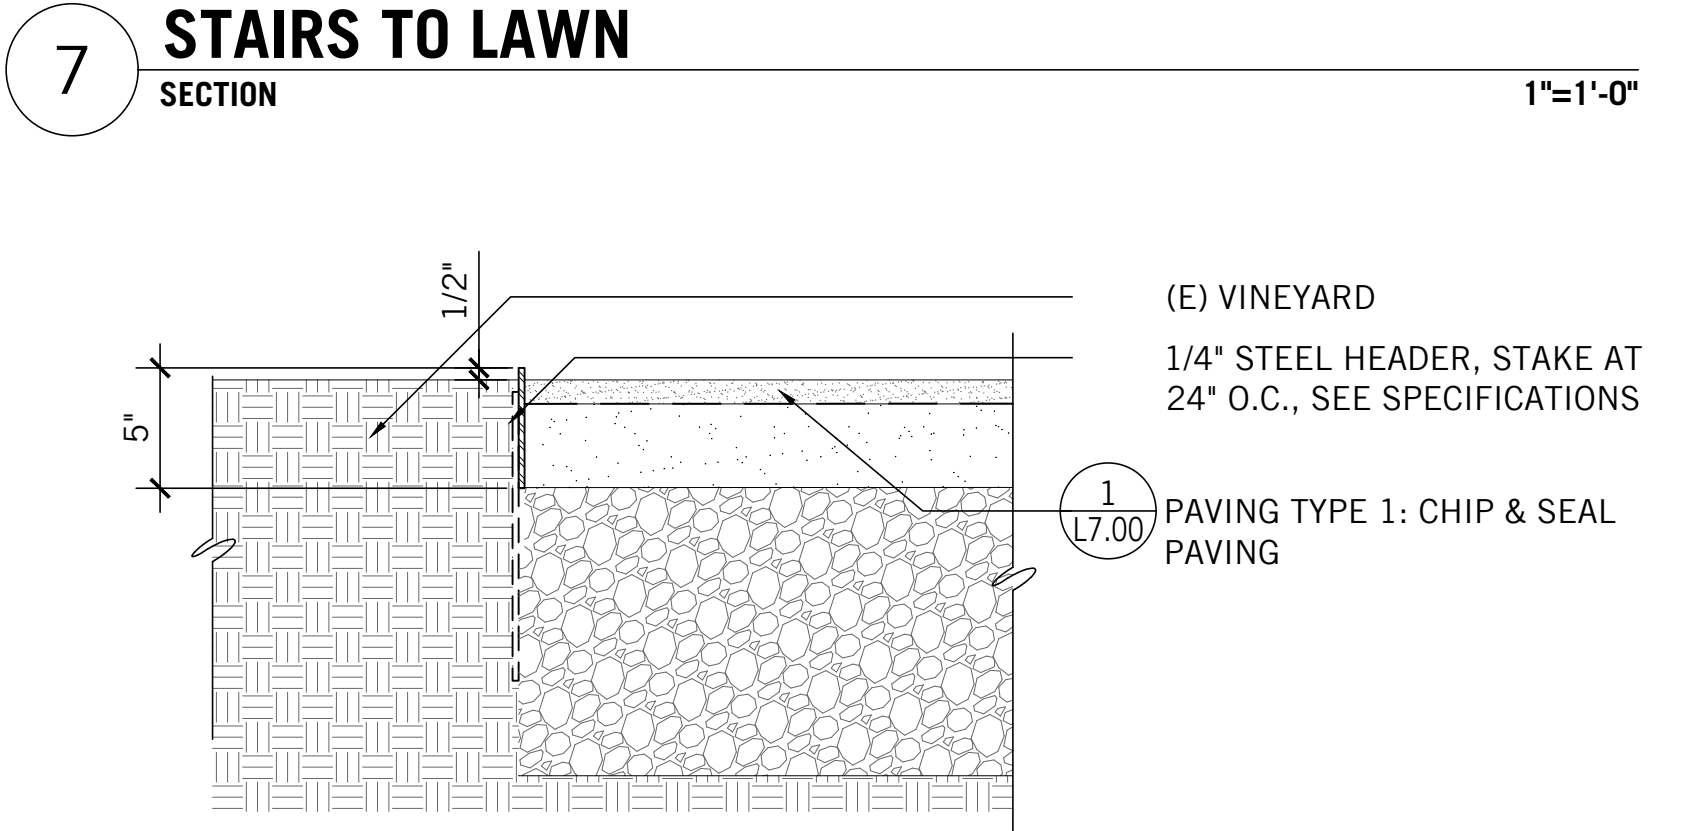 7
STAIRS TO LAWN
SECTION
1"=1'-0"
1/2"
5"
(E) VINEYARD
1/4" STEEL HEADER, STAKE AT
24" O.C., SEE SPECIFICATIONS
1
L7.00
PAVING TYPE 1: CHIP & SEAL
PAVING